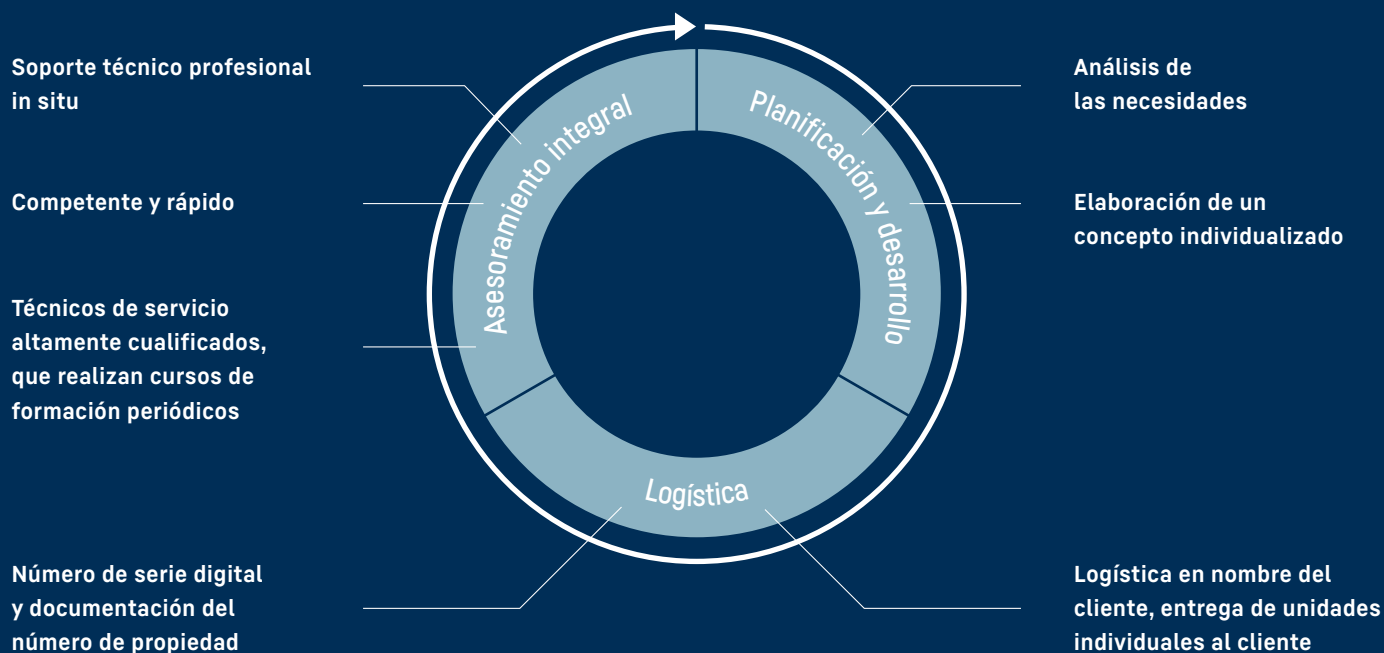 Soporte técnico profesional
in situ
Competente y rápido
Técnicos de servicio
altamente cualificados,
que realizan cursos de
formación periódicos
Número de serie digital
y documentación del
número de propiedad
Asesoramiento integral
Planificación y desarrollo
Logística
Análisis de
las necesidades
Elaboración de un
concepto individualizado
Logística en nombre del
cliente, entrega de unidades
individuales al cliente